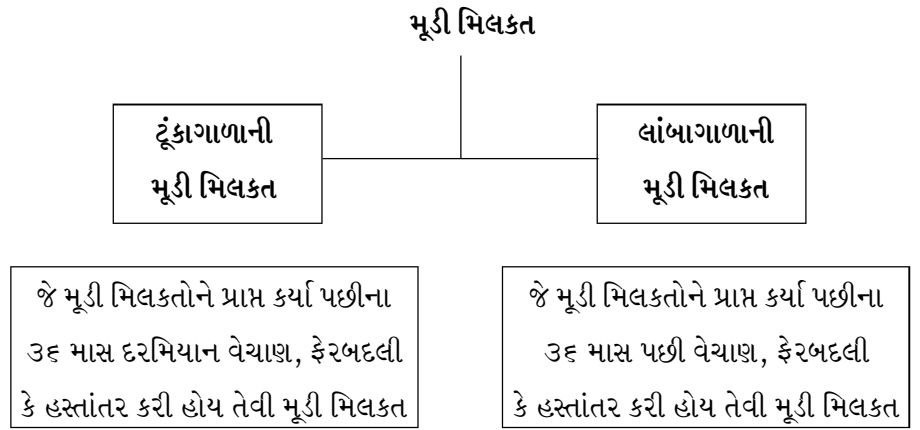 મૂડી મિલકત
ટૂંકાગાળાની
મૂડી મિલકત
લાંબાગાળાની
મૂડી મિલકત
જે મૂડી મિલકતોને પ્રાપ્ત કર્યા પછીના
૩૬ માસ દરમિયાન વેચાણ, ફેરબદલી
કે હસ્તાંતર કરી હોય તેવી મૂડી મિલકત
જે મૂડી મિલકતોને પ્રાપ્ત કર્યા પછીના
૩૬ માસ પછી વેચાણ, ફેરબદલી
કે હસ્તાંતર કરી હોય તેવી મૂડી મિલકત